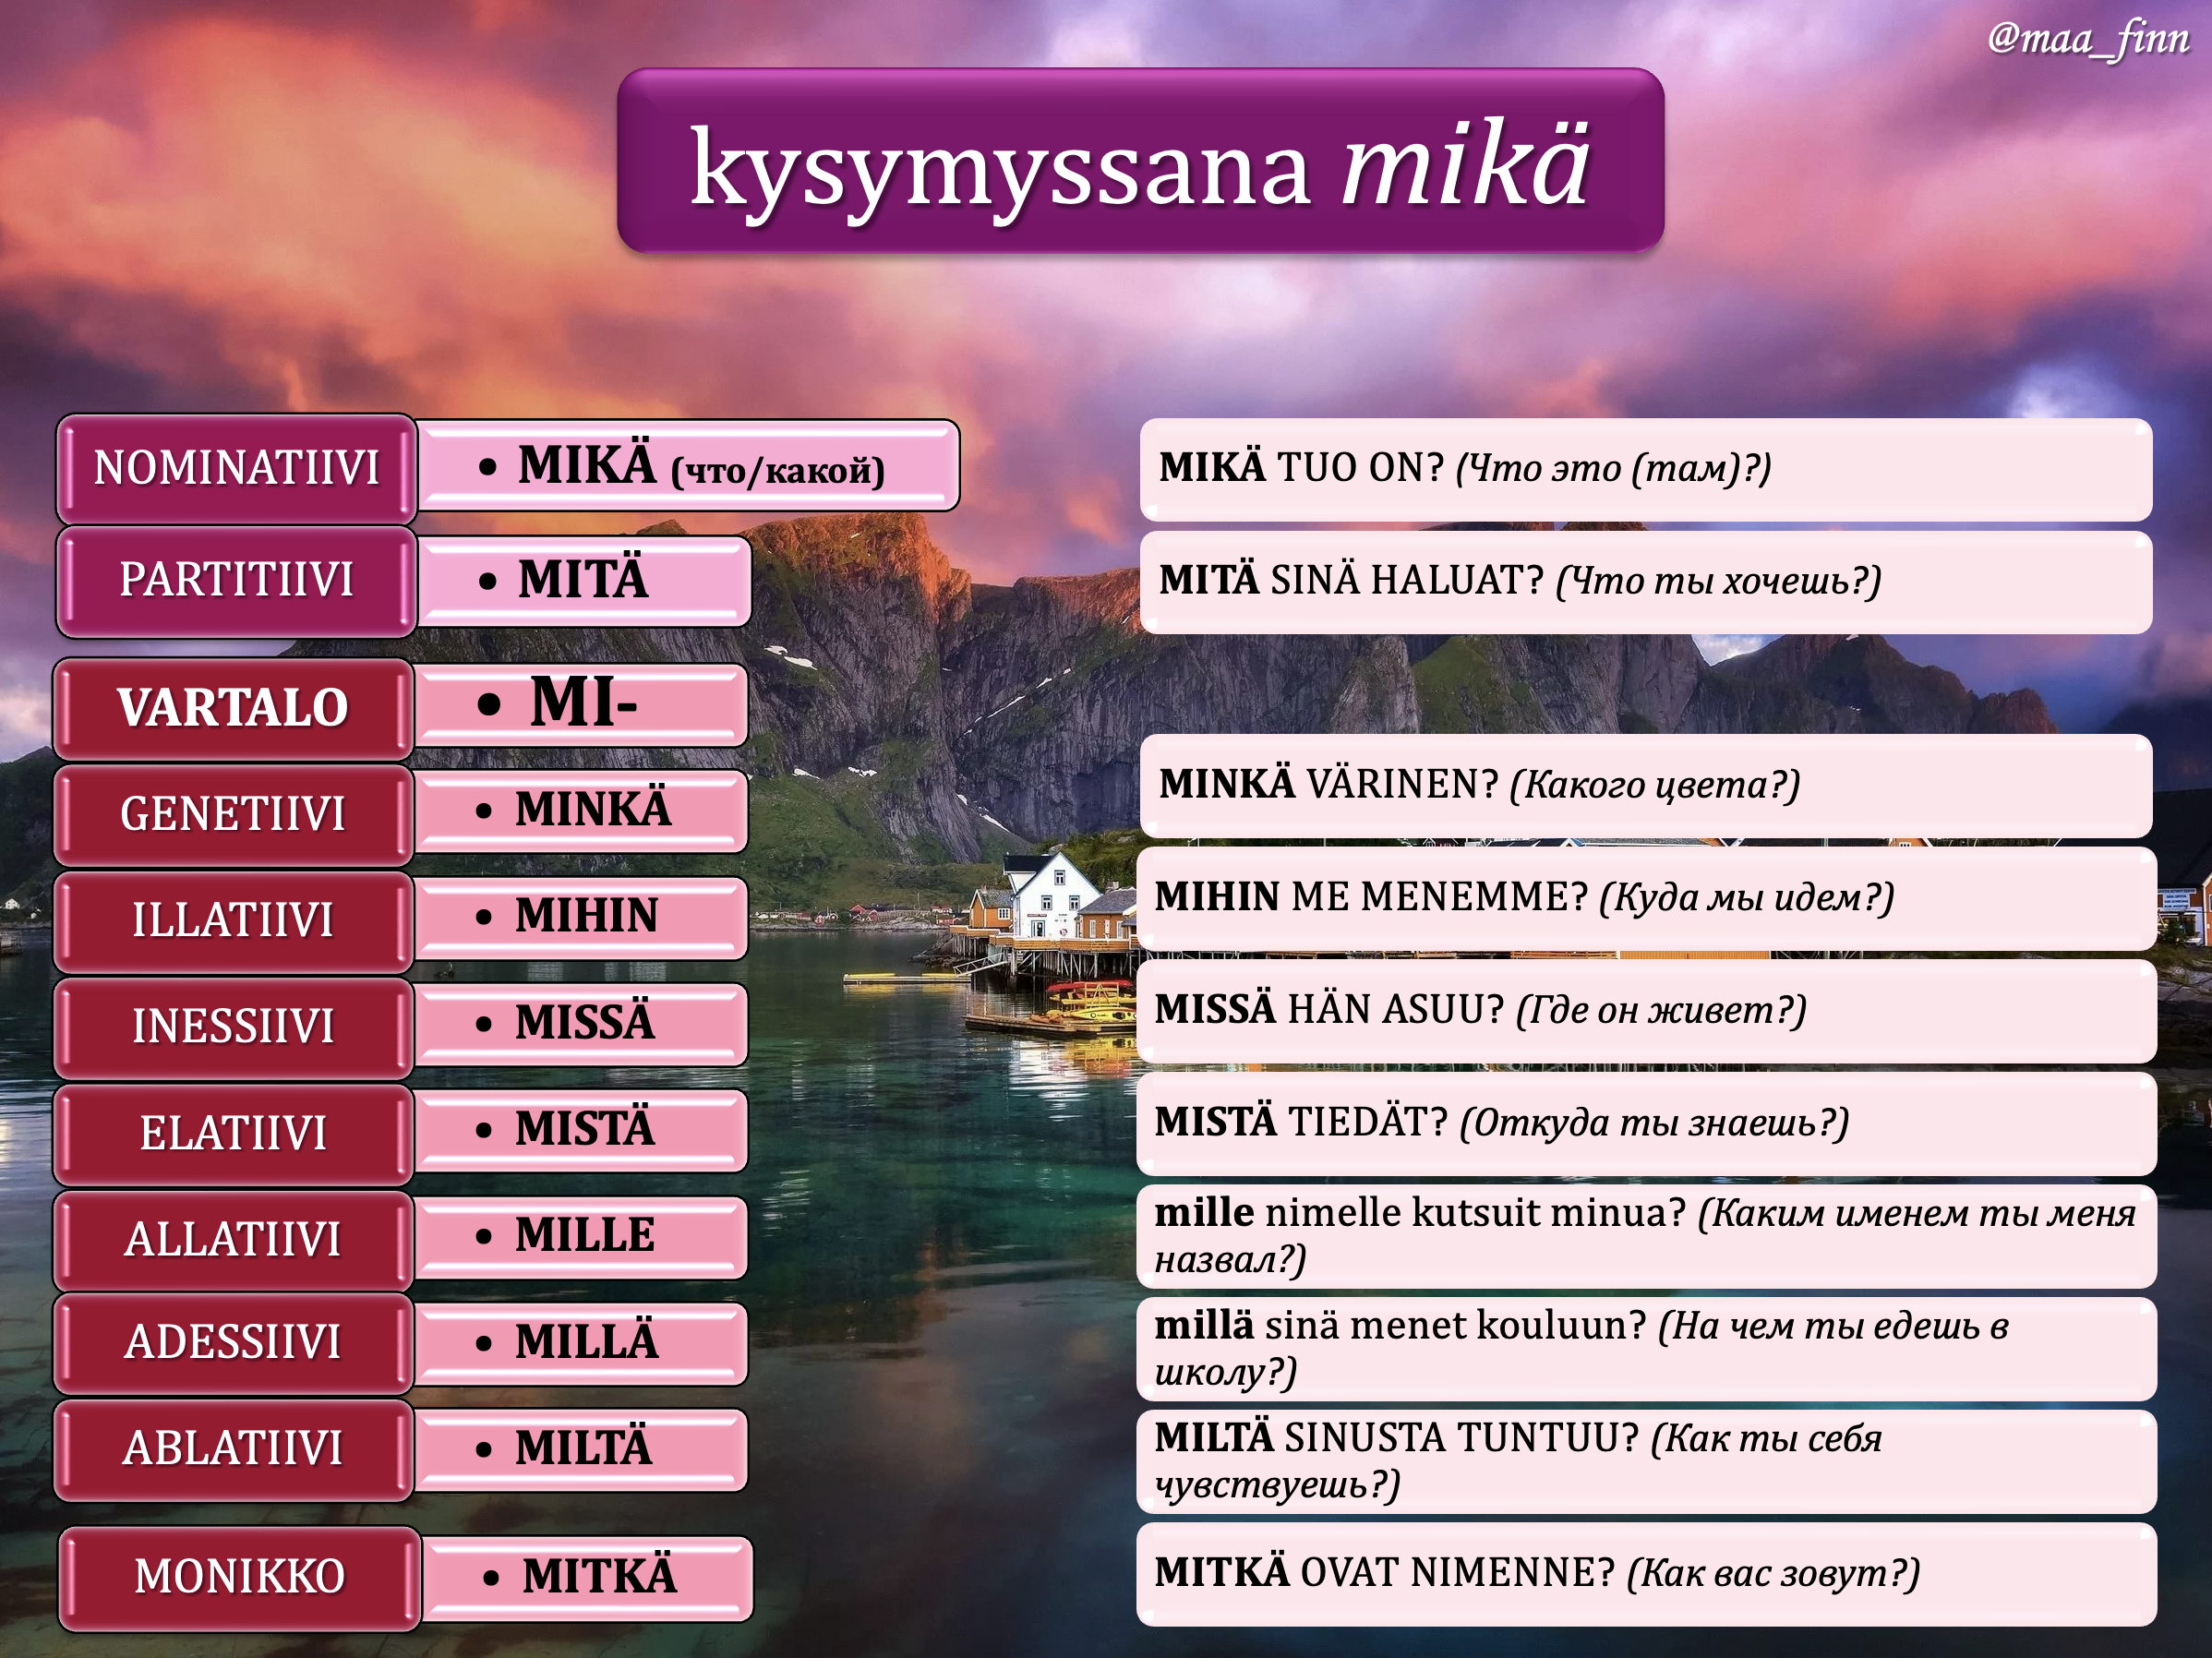 @maa_finn
kysymyssana mikä
NOMINATIIVI
• MIKÄ (что/какой)
MIKÄ TUO ON? (Что это (там)?)
PARTITIIVI
• MITÄ
MITÄ SINÄ HALUAT? (Что ты хочешь?)
VARTALO
• MI-
GENETIIVI
• MINKÄ
MINKÄ VÄRINEN? (Какого цвета?)
ILLATIIVI
• MIHIN
MIHIN ME MENEMME? (Куда мы идем?)
INESSIIVI
• MISSÄ
MISSÄ HÄN ASUU? (Где он живет?)
ELATIIVI
• MISTÄ
MISTÄ TIEDÄT? (Откуда ты знаешь?)
ALLATIIVI
• MILLE
mille nimelle kutsuit minua? (Каким именем ты меня
назвал?)
ADESSIIVI
• MILLÄ
millä sinä menet kouluun? (На чем ты едешь в
школу?)
ABLATIIVI
• MILTÄ
MILTÄ SINUSTA TUNTUU? (Как ты себя
чувствуешь?)
MONIKKO
• MITKÄ
MITKÄ OVAT NIMENNE? (Как вас зовут?)